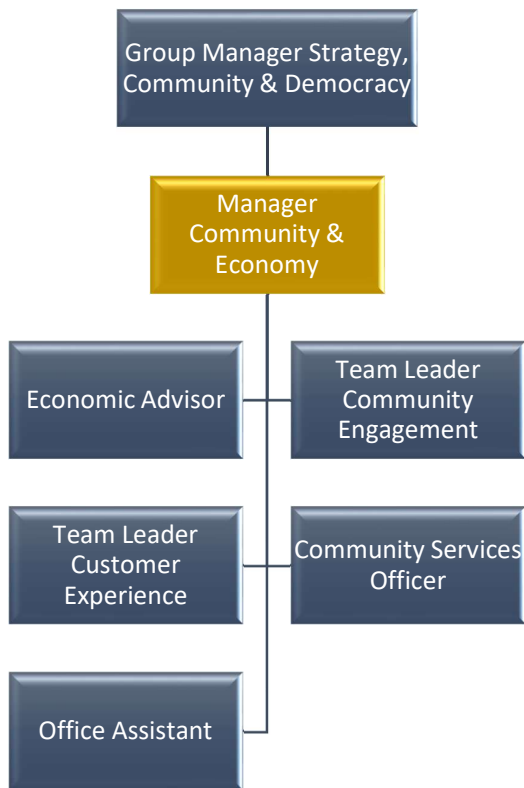 Group Manager Strategy,
Community & Democracy
Manager
Community &
Economy
Economic Advisor
Team Leader
Community
Engagement
Team Leader
Customer
Experience
Community Services
Officer
Office Assistant